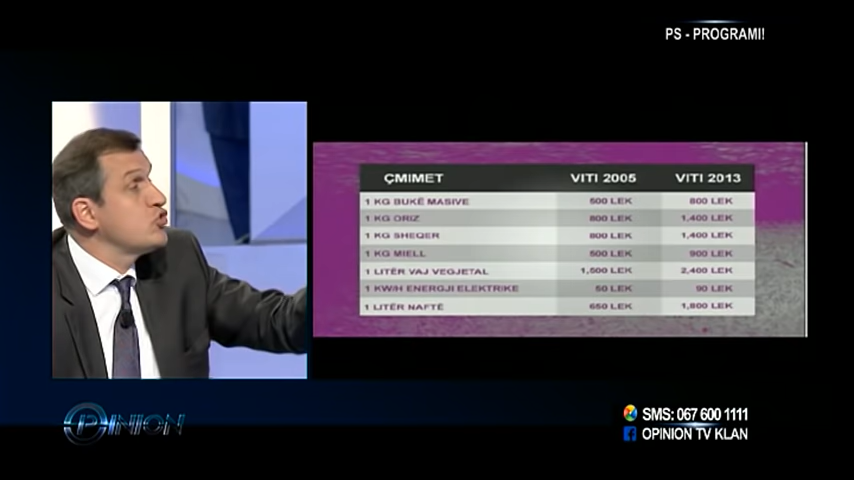 PS - PROGRAMI!
ÇMIMET VITI 2005 VITI 2013
1 KG BUKË MASIVE 500 LEK 800 LEK
1 KG ORIZ 800 LEK 1,400 LEK
1 KG SHEQER 800 LEK 1,400 LEK
1 KG MIELL 500 LEK 900 LEK
1 LITËR VAJ VEGJETAL 1,500 LEK 2,400 LEK
1 KW/H ENERGJI ELEKTRIKE 50 LEK 90 LEK
1 LITËR NAFTË 650 LEK 1,800 LEK
OPINION
SMS: 067 600 1111
OPINION TV KLAN